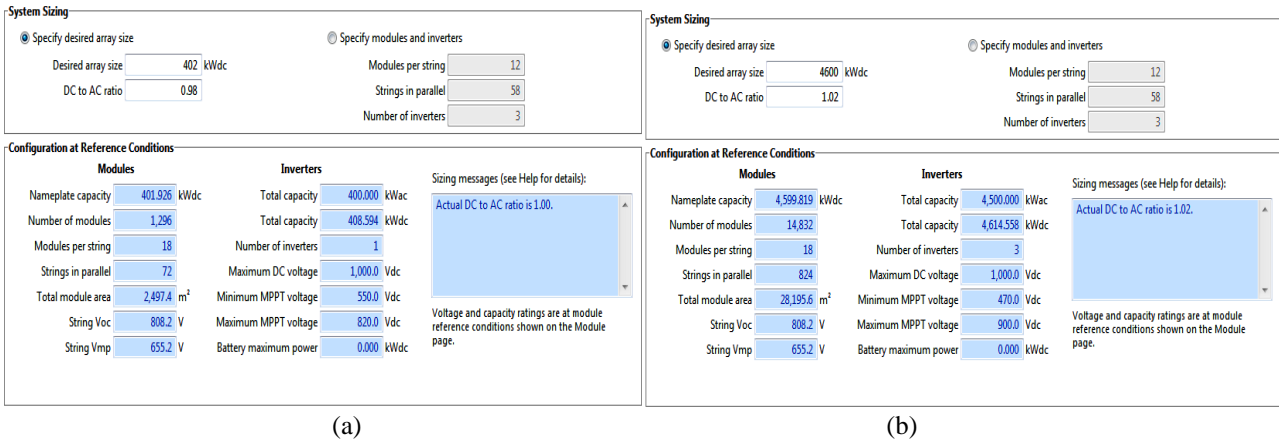 System Sizing
Specify desired array size
Specify modules and inverters
Desired array size 402 kWdc
Modules per string 12
DC to AC ratio 0.98
Strings in parallel 58
Number of inverters 3
Configuration at Reference Conditions
Modules
Inverters
Sizing messages (see Help for details):
Nameplate capacity 401.926 kWdc
Total capacity 400.000 kWac
Actual DC to AC ratio is 1.00.
Number of modules 1,296
Total capacity 408.594 kWdc
Modules per string 18
Number of inverters 1
Strings in parallel 72
Maximum DC voltage 1,000.0 Vdc
Total module area 2,497.4 m²
Minimum MPPT voltage 550.0 Vdc
Voltage and capacity ratings are at module
reference conditions shown on the Module
page.
String Voc 808.2 V
Maximum MPPT voltage 820.0 Vdc
String Vmp 655.2 V
Battery maximum power 0.000 kWdc
(a)
System Sizing
Specify desired array size
Specify modules and inverters
Desired array size 4600 kWdc
Modules per string 12
DC to AC ratio 1.02
Strings in parallel 58
Number of inverters 3
Configuration at Reference Conditions
Modules
Inverters
Sizing messages (see Help for details):
Nameplate capacity 4,599.819 kWdc
Total capacity 4,500.000 kWac
Actual DC to AC ratio is 1.02.
Number of modules 14,832
Total capacity 4,614.558 kWdc
Modules per string 18
Number of inverters 3
Strings in parallel 824
Maximum DC voltage 1,000.0 Vdc
Total module area 28,195.6 m²
Minimum MPPT voltage 470.0 Vdc
Voltage and capacity ratings are at module
reference conditions shown on the Module
page.
String Voc 808.2 V
Maximum MPPT voltage 900.0 Vdc
String Vmp 655.2 V
Battery maximum power 0.000 kWdc
(b)